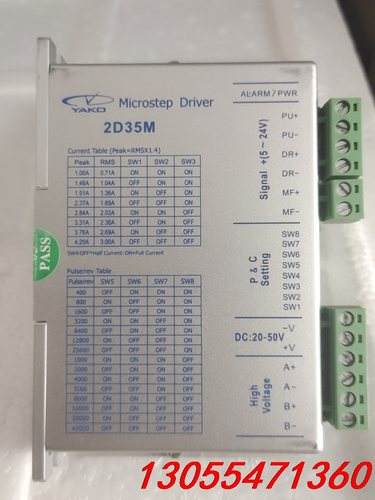 YAKO Microstep Driver
2D35M
Current Table (Peak=RMSX1.4)
Peak RMS SW1 SW2 SW3
1.00A 0.71A ON ON ON
1.46A 1.04A OFF ON ON
1.91A 1.36A ON OFF ON
2.37A 1.69A OFF OFF ON
2.84A 2.03A ON ON OFF
3.31A 2.36A OFF ON OFF
3.76A 2.69A ON OFF OFF
4.20A 3.00A OFF OFF OFF
SW4:OFF=Half Current; ON=Full Current
Pulse/rev Table
Pulse/rev SW5 SW6 SW7 SW8
400 OFF ON ON ON
800 ON OFF ON ON
1600 OFF OFF ON ON
3200 ON ON OFF ON
6400 OFF ON OFF ON
12800 ON OFF OFF ON
25600 OFF OFF OFF ON
1000 ON ON ON OFF
2000 OFF ON ON OFF
4000 ON OFF ON OFF
5000 OFF OFF ON OFF
8000 ON ON OFF OFF
10000 OFF ON OFF OFF
20000 ON OFF OFF OFF
40000 OFF OFF OFF OFF
PASS
ALARM / PWR
Signal +(5~24V)
PU+
PU-
DR+
DR-
MF+
MF-
P & C
Setting
SW8
SW7
SW6
SW5
SW4
SW3
SW2
SW1
DC:20-50V
-V
+V
High
Voltage
A+
A-
B+
B-
13055471360